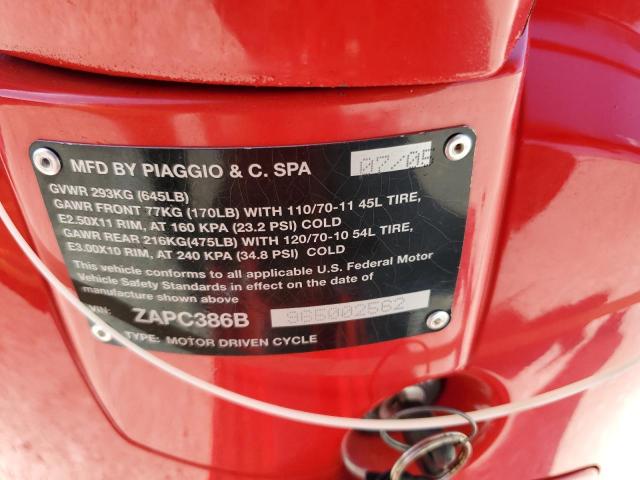 MFD BY PIAGGIO & C. SPA 07/05
GVWR 293KG (645LB)
GAWR FRONT 77KG (170LB) WITH 110/70-11 45L TIRE,
E2.50X11 RIM, AT 160 KPA (23.2 PSI) COLD
GAWR REAR 216KG(475LB) WITH 120/70-10 54L TIRE,
E3.00X10 RIM, AT 240 KPA (34.8 PSI) COLD
This vehicle conforms to all applicable U.S. Federal Motor
Vehicle Safety Standards in effect on the date of
manufacture shown above
VIN: ZAPC386B 965002562
TYPE: MOTOR DRIVEN CYCLE